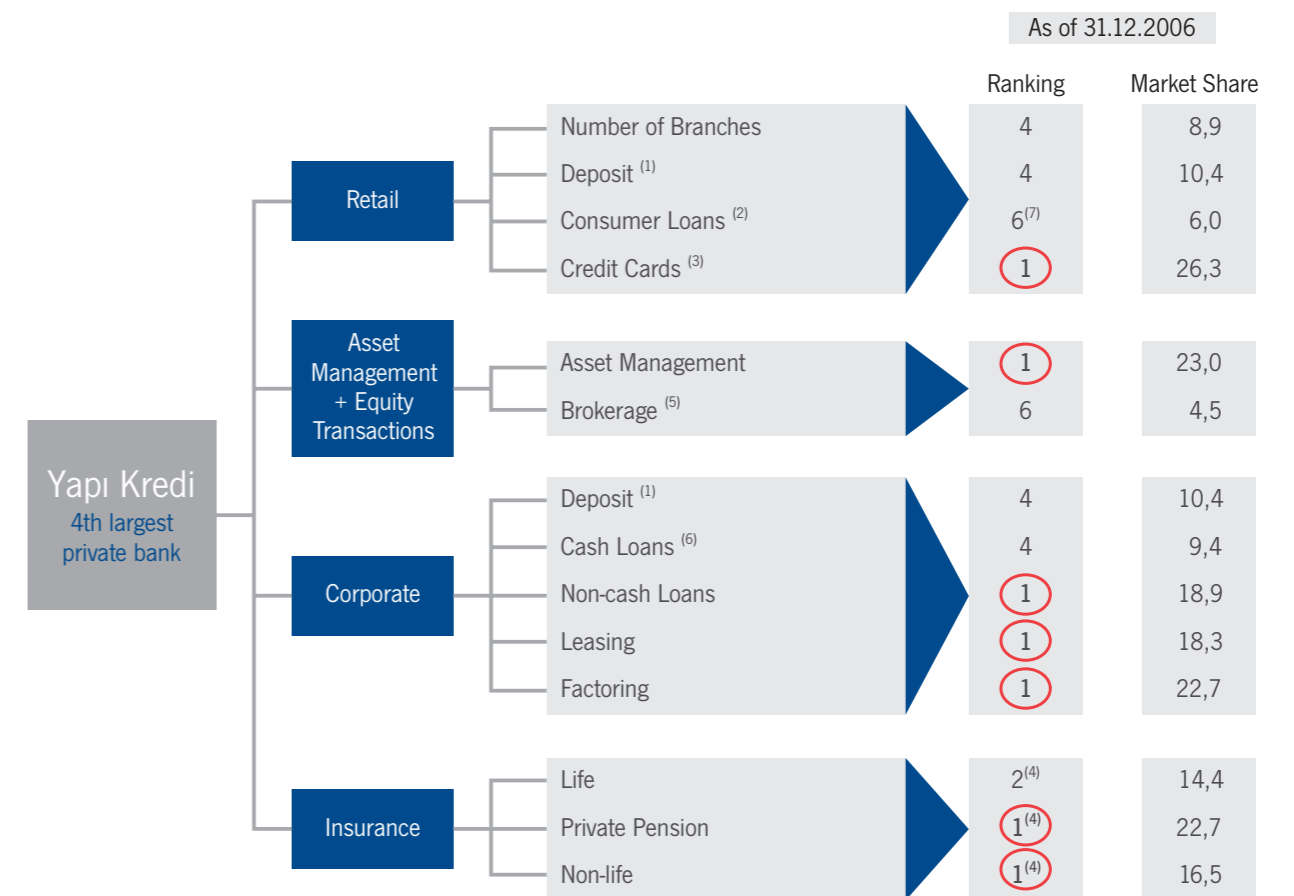 As of 31.12.2006
Ranking Market Share
Yapı Kredi
4th largest
private bank
Retail
Number of Branches 4 8,9
Deposit (1) 4 10,4
Consumer Loans (2) 6(7) 6,0
Credit Cards (3) 1 26,3
Asset
Management
+ Equity
Transactions
Asset Management 1 23,0
Brokerage (5) 6 4,5
Corporate
Deposit (1) 4 10,4
Cash Loans (6) 4 9,4
Non-cash Loans 1 18,9
Leasing 1 18,3
Factoring 1 22,7
Insurance
Life 2(4) 14,4
Private Pension 1(4) 22,7
Non-life 1(4) 16,5